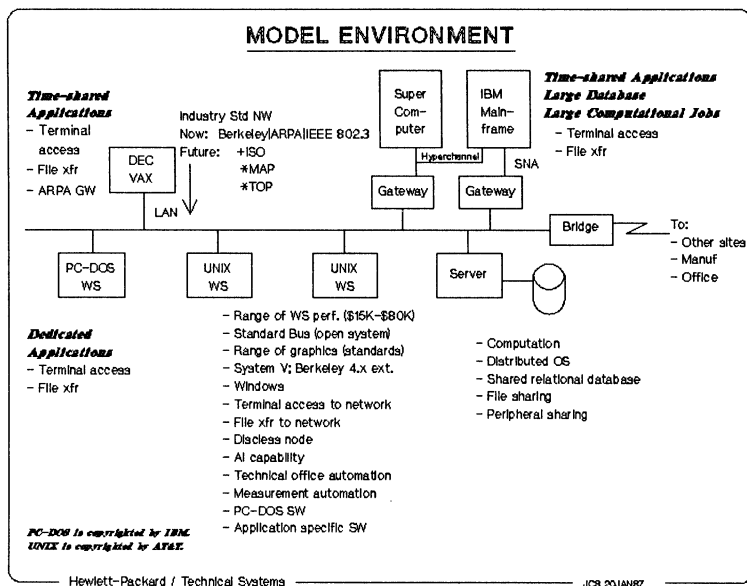 MODEL ENVIRONMENT
Time-shared
Applications
- Terminal
access
- File xfr
- ARPA GW
DEC
VAX
LAN
Industry Std NW
Now: Berkeley|ARPA|IEEE 802.3
Future: +ISO
*MAP
*TOP
Super
Com-
puter
IBM
Main-
frame
Hyperchannel
SNA
Gateway
Gateway
Time-shared Applications
Large Database
Large Computational Jobs
- Terminal access
- File xfr
Bridge
To:
- Other sites
- Manuf
- Office
PC-DOS
WS
UNIX
WS
UNIX
WS
Server
Dedicated
Applications
- Terminal access
- File xfr
- Range of WS perf. ($15K-$80K)
- Standard Bus (open system)
- Range of graphics (standards)
- System V; Berkeley 4.x ext.
- Windows
- Terminal access to network
- File xfr to network
- Discless node
- AI capability
- Technical office automation
- Measurement automation
- PC-DOS SW
- Application specific SW
- Computation
- Distributed OS
- Shared relational database
- File sharing
- Peripheral sharing
PC-DOS is copyrighted by IBM.
UNIX is copyrighted by AT&T.
Hewlett-Packard / Technical Systems
JCS 20JAN87